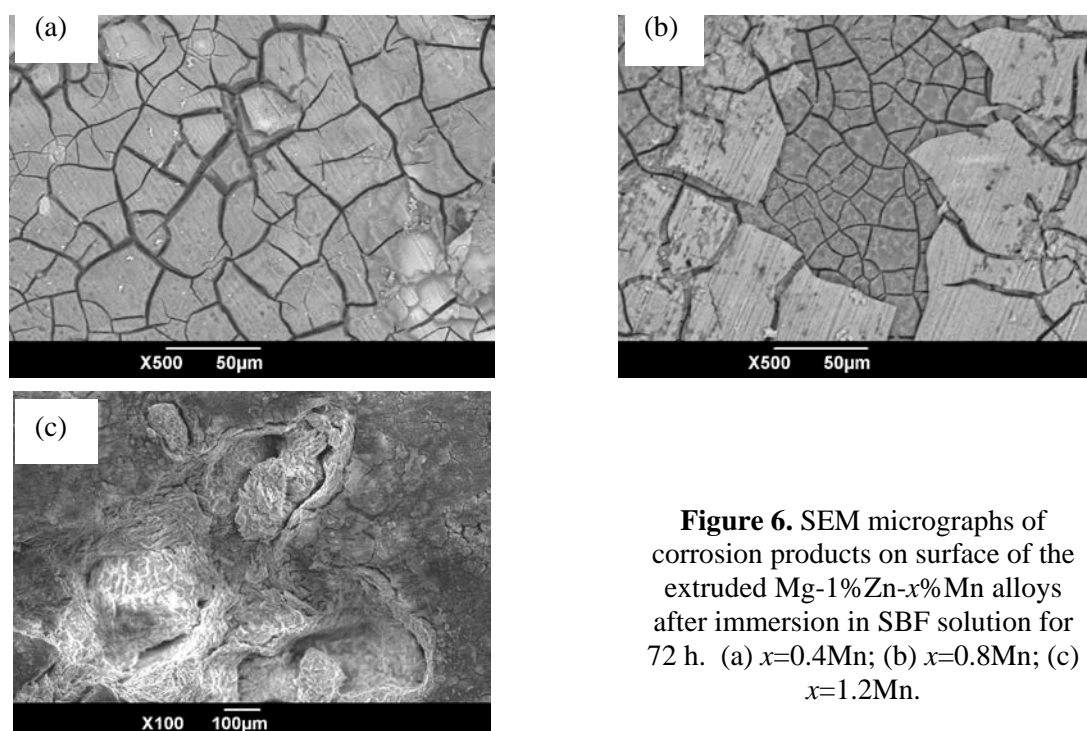 (a)
(b)
X500 50µm
X500 50µm
(c)
X100 100µm
Figure 6. SEM micrographs of
corrosion products on surface of the
extruded Mg-1%Zn-x%Mn alloys
after immersion in SBF solution for
72 h. (a) x=0.4Mn; (b) x=0.8Mn; (c)
x=1.2Mn.